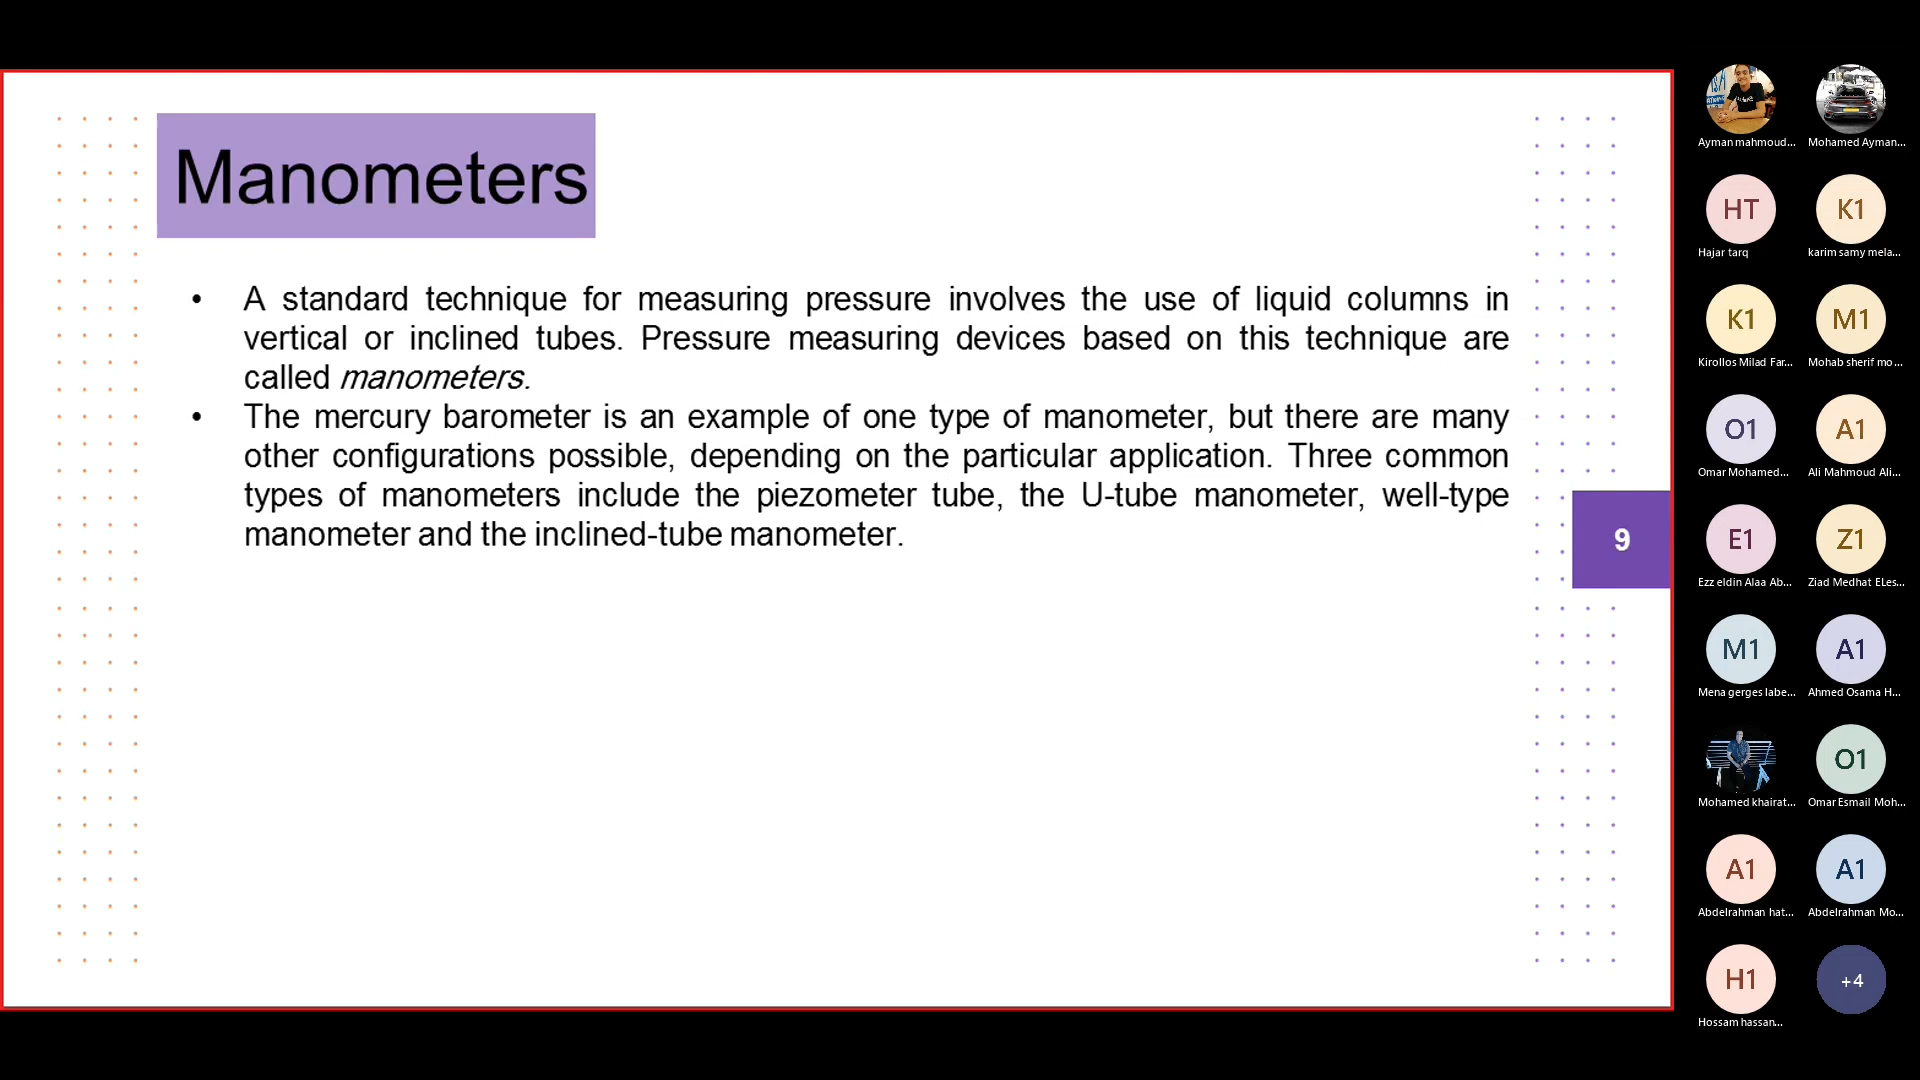 Manometers
• A standard technique for measuring pressure involves the use of liquid columns in
vertical or inclined tubes. Pressure measuring devices based on this technique are
called manometers.
• The mercury barometer is an example of one type of manometer, but there are many
other configurations possible, depending on the particular application. Three common
types of manometers include the piezometer tube, the U-tube manometer, well-type
manometer and the inclined-tube manometer.
9
Ayman mahmoud...
Mohamed Ayman...
HT
Hajar tarq
K1
karim samy mela...
K1
Kirollos Milad Far...
M1
Mohab sherif mo...
O1
Omar Mohamed...
A1
Ali Mahmoud Ali...
E1
Ezz eldin Alaa Ab...
Z1
Ziad Medhat ELes...
M1
Mena gerges labe...
A1
Ahmed Osama H...
Mohamed khairat...
O1
Omar Esmail Moh...
A1
Abdelrahman hat...
A1
Abdelrahman Mo...
H1
Hossam hassan...
+4